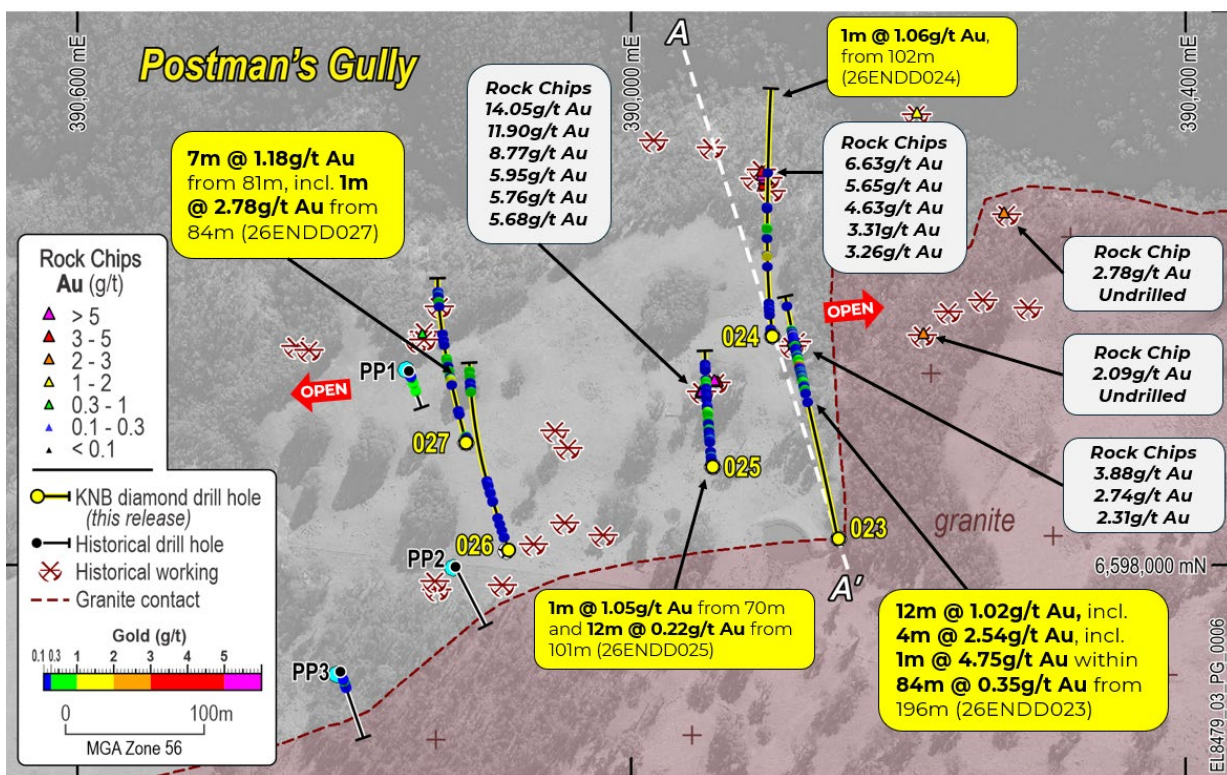 Postman's Gully
390,600 mE
390,000 mE
390,400 mE
A
1m @ 1.06g/t Au,
from 102m
(26ENDD024)
Rock Chips
14.05g/t Au
11.90g/t Au
8.77g/t Au
5.95g/t Au
5.76g/t Au
5.68g/t Au
7m @ 1.18g/t Au
from 81m, incl. 1m
@ 2.78g/t Au from
84m (26ENDD027)
Rock Chips
6.63g/t Au
5.65g/t Au
4.63g/t Au
3.31g/t Au
3.26g/t Au
Rock Chip
2.78g/t Au
Undrilled
Rock Chip
2.09g/t Au
Undrilled
Rock Chips
3.88g/t Au
2.74g/t Au
2.31g/t Au
OPEN
OPEN
PP1
027
026
PP2
PP3
025
024
023
A'
granite
6,598,000 mN
1m @ 1.05g/t Au from 70m
and 12m @ 0.22g/t Au from
101m (26ENDD025)
12m @ 1.02g/t Au, incl.
4m @ 2.54g/t Au, incl.
1m @ 4.75g/t Au within
84m @ 0.35g/t Au from
196m (26ENDD023)
Rock Chips
Au (g/t)
> 5
3 - 5
2 - 3
1 - 2
0.3 - 1
0.1 - 0.3
< 0.1
KNB diamond drill hole
(this release)
Historical drill hole
Historical working
Granite contact
Gold (g/t)
0.1 0.3 1 2 3 4 5
0 100m
MGA Zone 56
EL8479_03_PG_0006